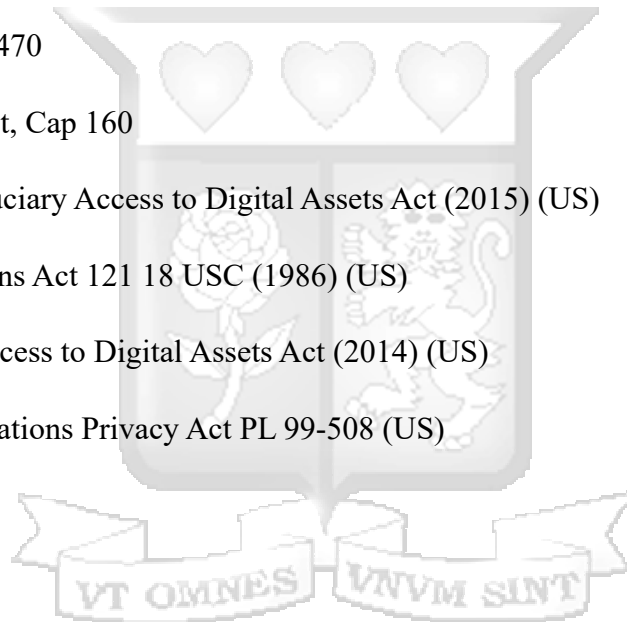 470
t, Cap 160
uciary Access to Digital Assets Act (2015) (US)
ns Act 121 18 USC (1986) (US)
ccess to Digital Assets Act (2014) (US)
ations Privacy Act PL 99-508 (US)
VT OMNES VNVM SINT